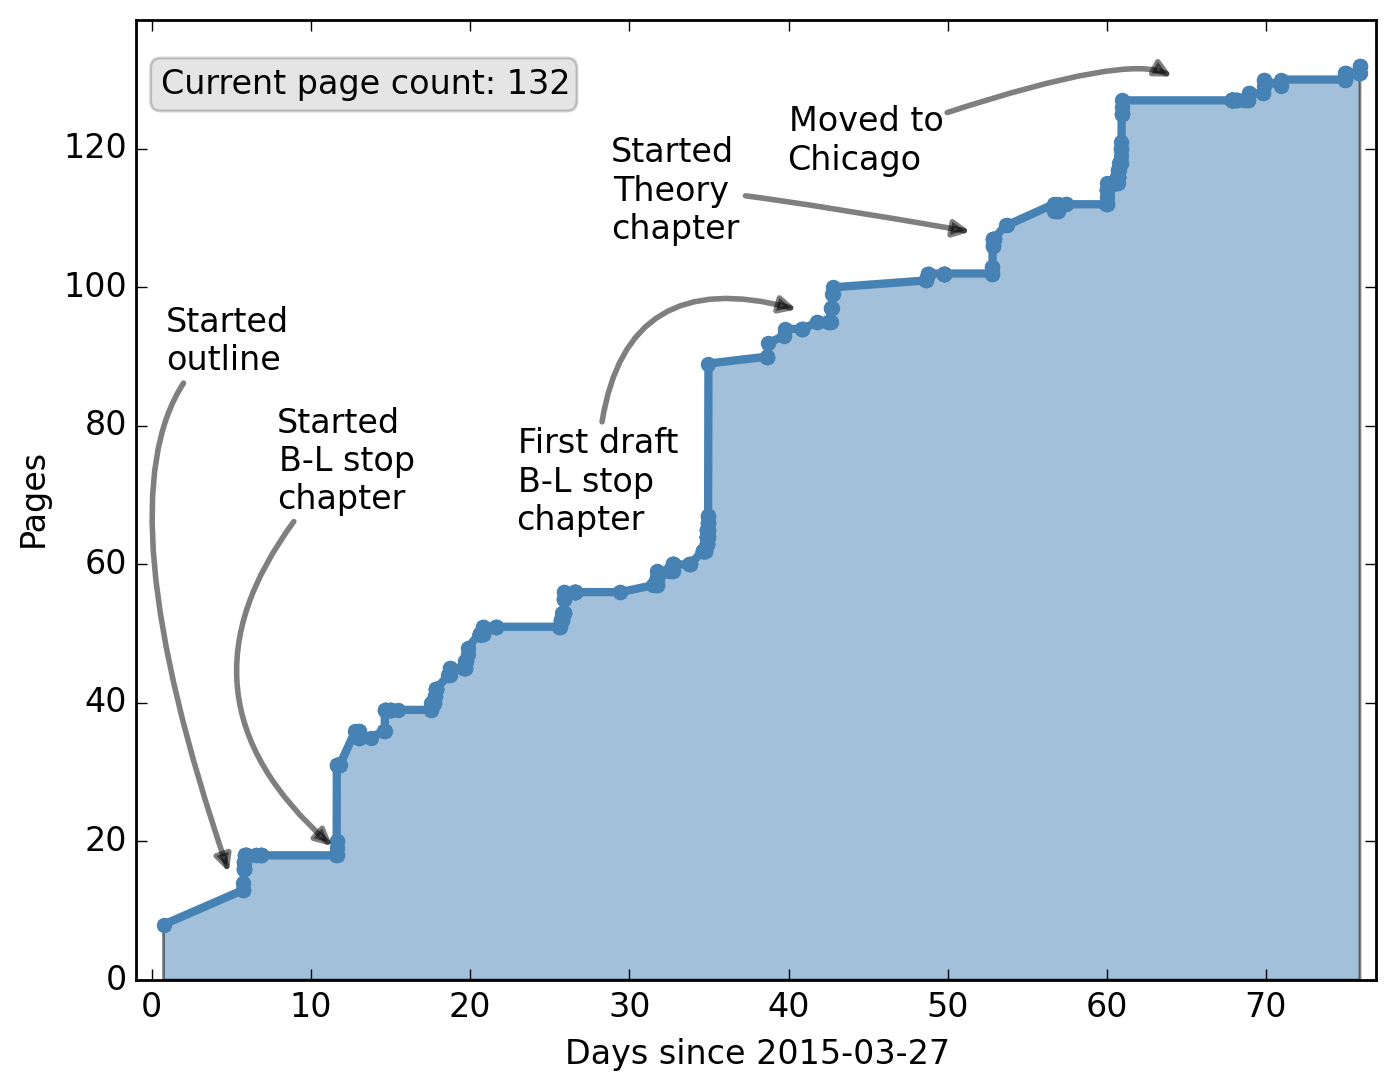 Current page count: 132
Moved to
Chicago
Started
Theory
chapter
Started
outline
Started
B-L stop
chapter
First draft
B-L stop
chapter
Pages
120
100
80
60
40
20
0
0 10 20 30 40 50 60 70
Days since 2015-03-27